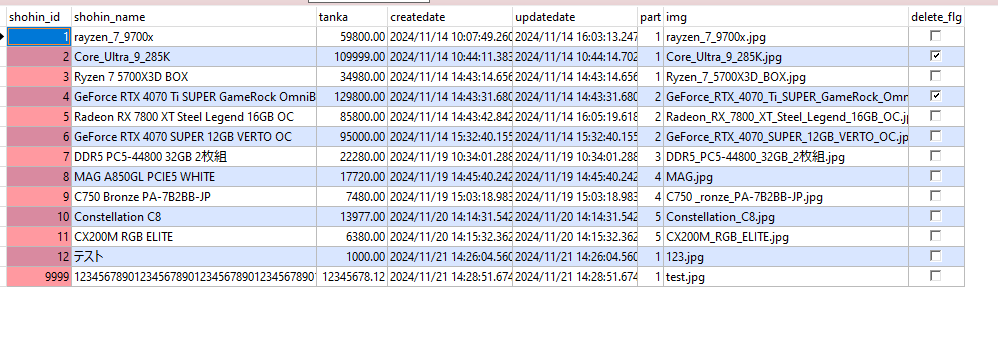 shohin_id shohin_name tanka createdate updatedate part img delete_flg
1 rayzen_7_9700x 59800.00 2024/11/14 10:07:49.260 2024/11/14 16:03:13.247 1 rayzen_7_9700x.jpg
2 Core_Ultra_9_285K 109999.00 2024/11/14 10:44:11.383 2024/11/14 10:44:14.702 1 Core_Ultra_9_285K.jpg
3 Ryzen 7 5700X3D BOX 34980.00 2024/11/14 14:43:14.656 2024/11/14 14:43:14.656 1 Ryzen_7_5700X3D_BOX.jpg
4 GeForce RTX 4070 Ti SUPER GameRock OmniB 129800.00 2024/11/14 14:43:31.680 2024/11/14 14:43:31.680 2 GeForce_RTX_4070_Ti_SUPER_GameRock_Omn
5 Radeon RX 7800 XT Steel Legend 16GB OC 85800.00 2024/11/14 14:43:42.842 2024/11/14 16:05:19.618 2 Radeon_RX_7800_XT_Steel_Legend_16GB_OC.jp
6 GeForce RTX 4070 SUPER 12GB VERTO OC 95000.00 2024/11/14 15:32:40.155 2024/11/14 15:32:40.155 2 GeForce_RTX_4070_SUPER_12GB_VERTO_OC.jp
7 DDR5 PC5-44800 32GB 2枚組 22280.00 2024/11/19 10:34:01.288 2024/11/19 10:34:01.288 3 DDR5_PC5-44800_32GB_2枚組.jpg
8 MAG A850GL PCIE5 WHITE 17720.00 2024/11/19 14:45:40.242 2024/11/19 14:45:40.242 4 MAG.jpg
9 C750 Bronze PA-7B2BB-JP 7480.00 2024/11/19 15:03:18.983 2024/11/19 15:03:18.983 4 C750 _ronze_PA-7B2BB-JP.jpg
10 Constellation C8 13977.00 2024/11/20 14:14:31.542 2024/11/20 14:14:31.542 5 Constellation_C8.jpg
11 CX200M RGB ELITE 6380.00 2024/11/20 14:15:32.362 2024/11/20 14:15:32.362 5 CX200M_RGB_ELITE.jpg
12 テスト 1000.00 2024/11/21 14:26:04.560 2024/11/21 14:26:04.560 1 123.jpg
9999 1234567890123456789012345678901234567890 12345678.12 2024/11/21 14:28:51.674 2024/11/21 14:28:51.674 1 test.jpg